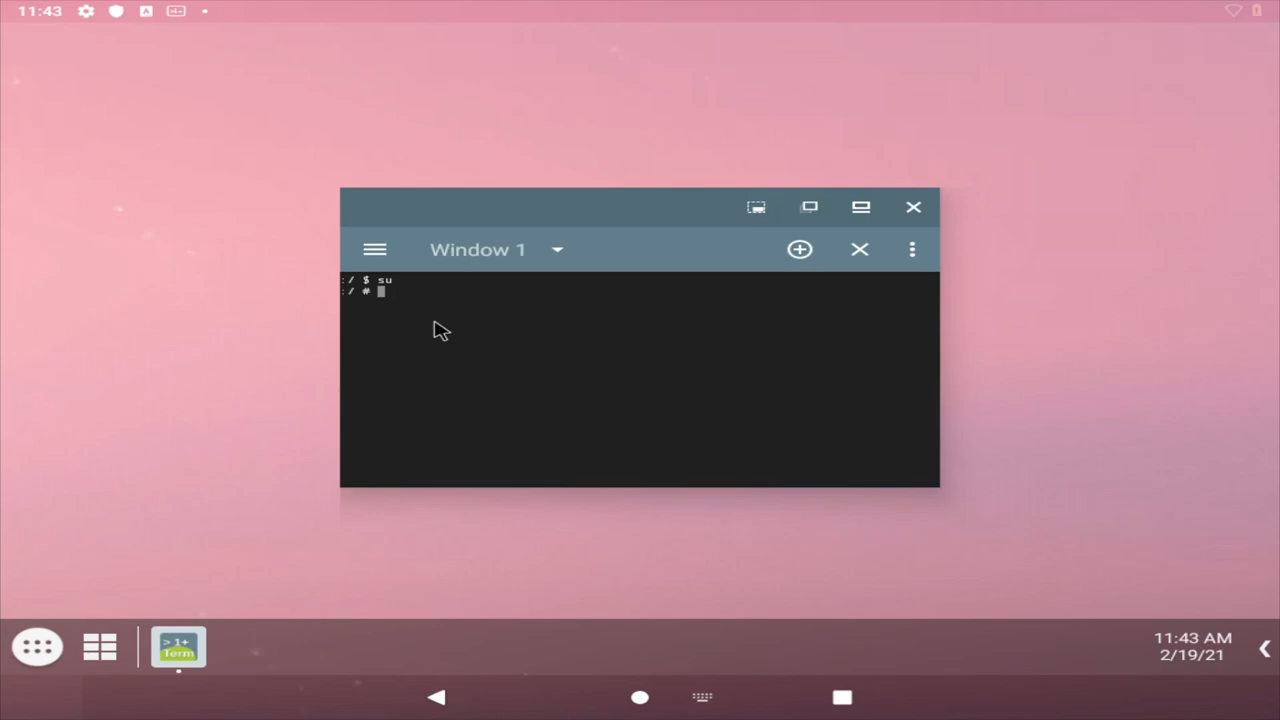 11:43
Window 1
:/ $ su
:/ #
> 1+
Term
11:43 AM
2/19/21